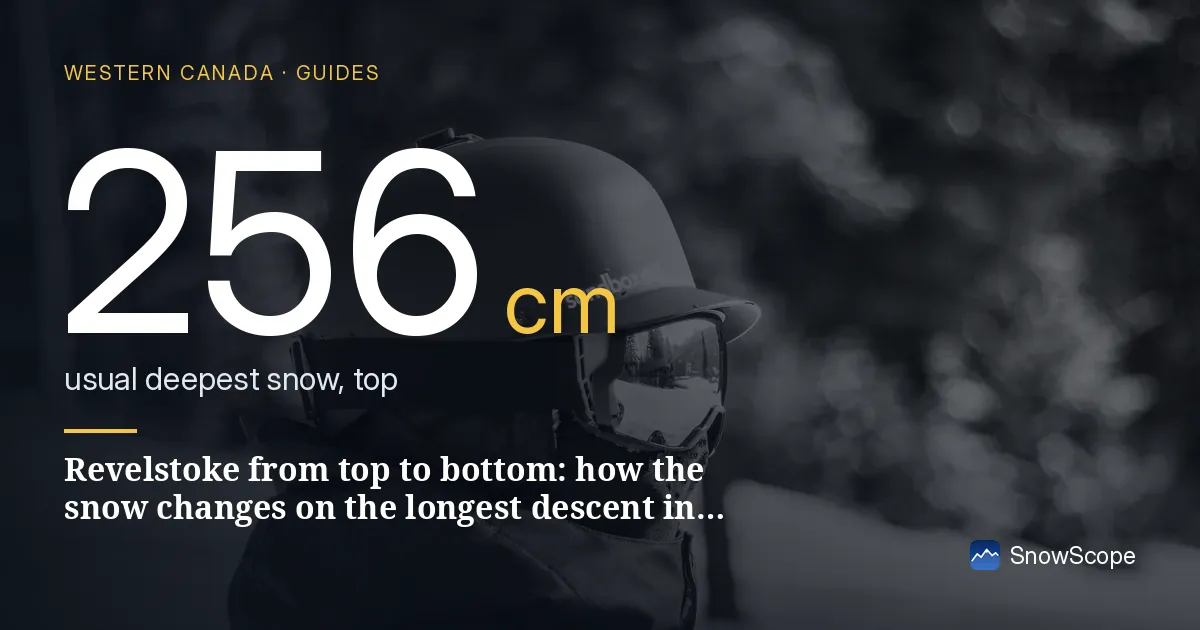 WESTERN CANADA · GUIDES
256 cm
usual deepest snow, top
Revelstoke from top to bottom: how the
snow changes on the longest descent in...
SnowScope